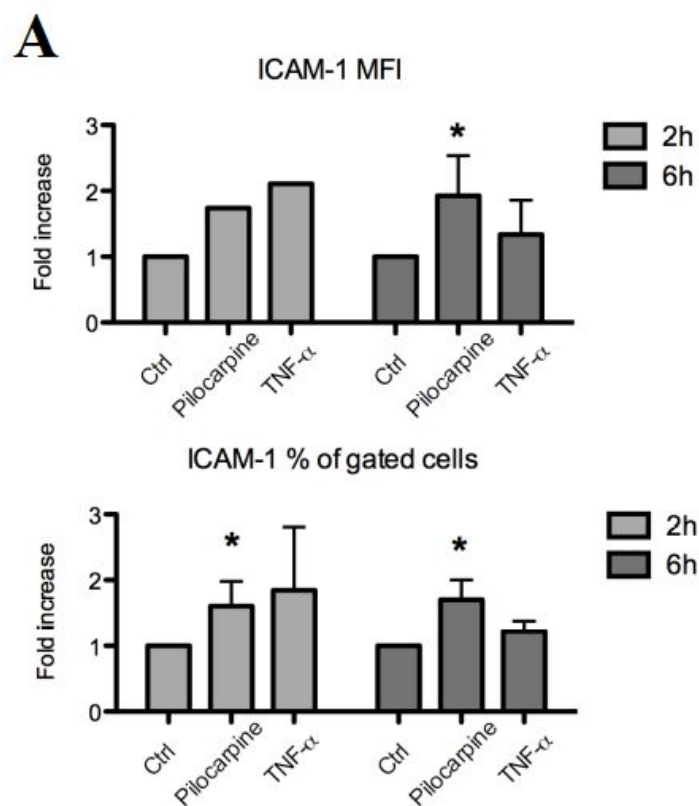 A
ICAM-1 MFI
Fold increase
3
2
1
0
*
2h
6h
Ctrl
Pilocarpine
TNF-α
Ctrl
Pilocarpine
TNF-α
ICAM-1 % of gated cells
Fold increase
3
2
1
0
*
*
2h
6h
Ctrl
Pilocarpine
TNF-α
Ctrl
Pilocarpine
TNF-α